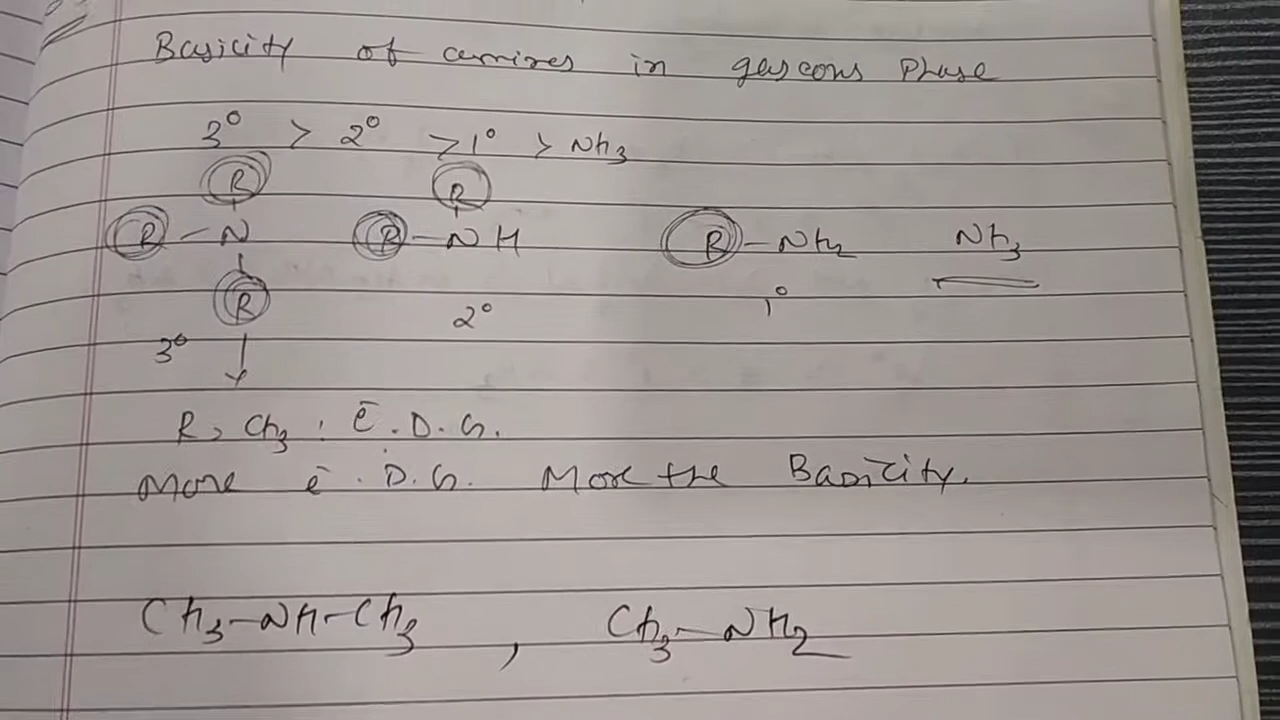 Basicity of amines in gaseous Phase
3° > 2° > 1° > NH3
R R
R - N R - NH R - NH2 NH3
R
2° 1°
3°
R, CH3 : ē.D.G.
More ē.D.G. More the Basicity.
CH3-NH-CH3 , CH3-NH2